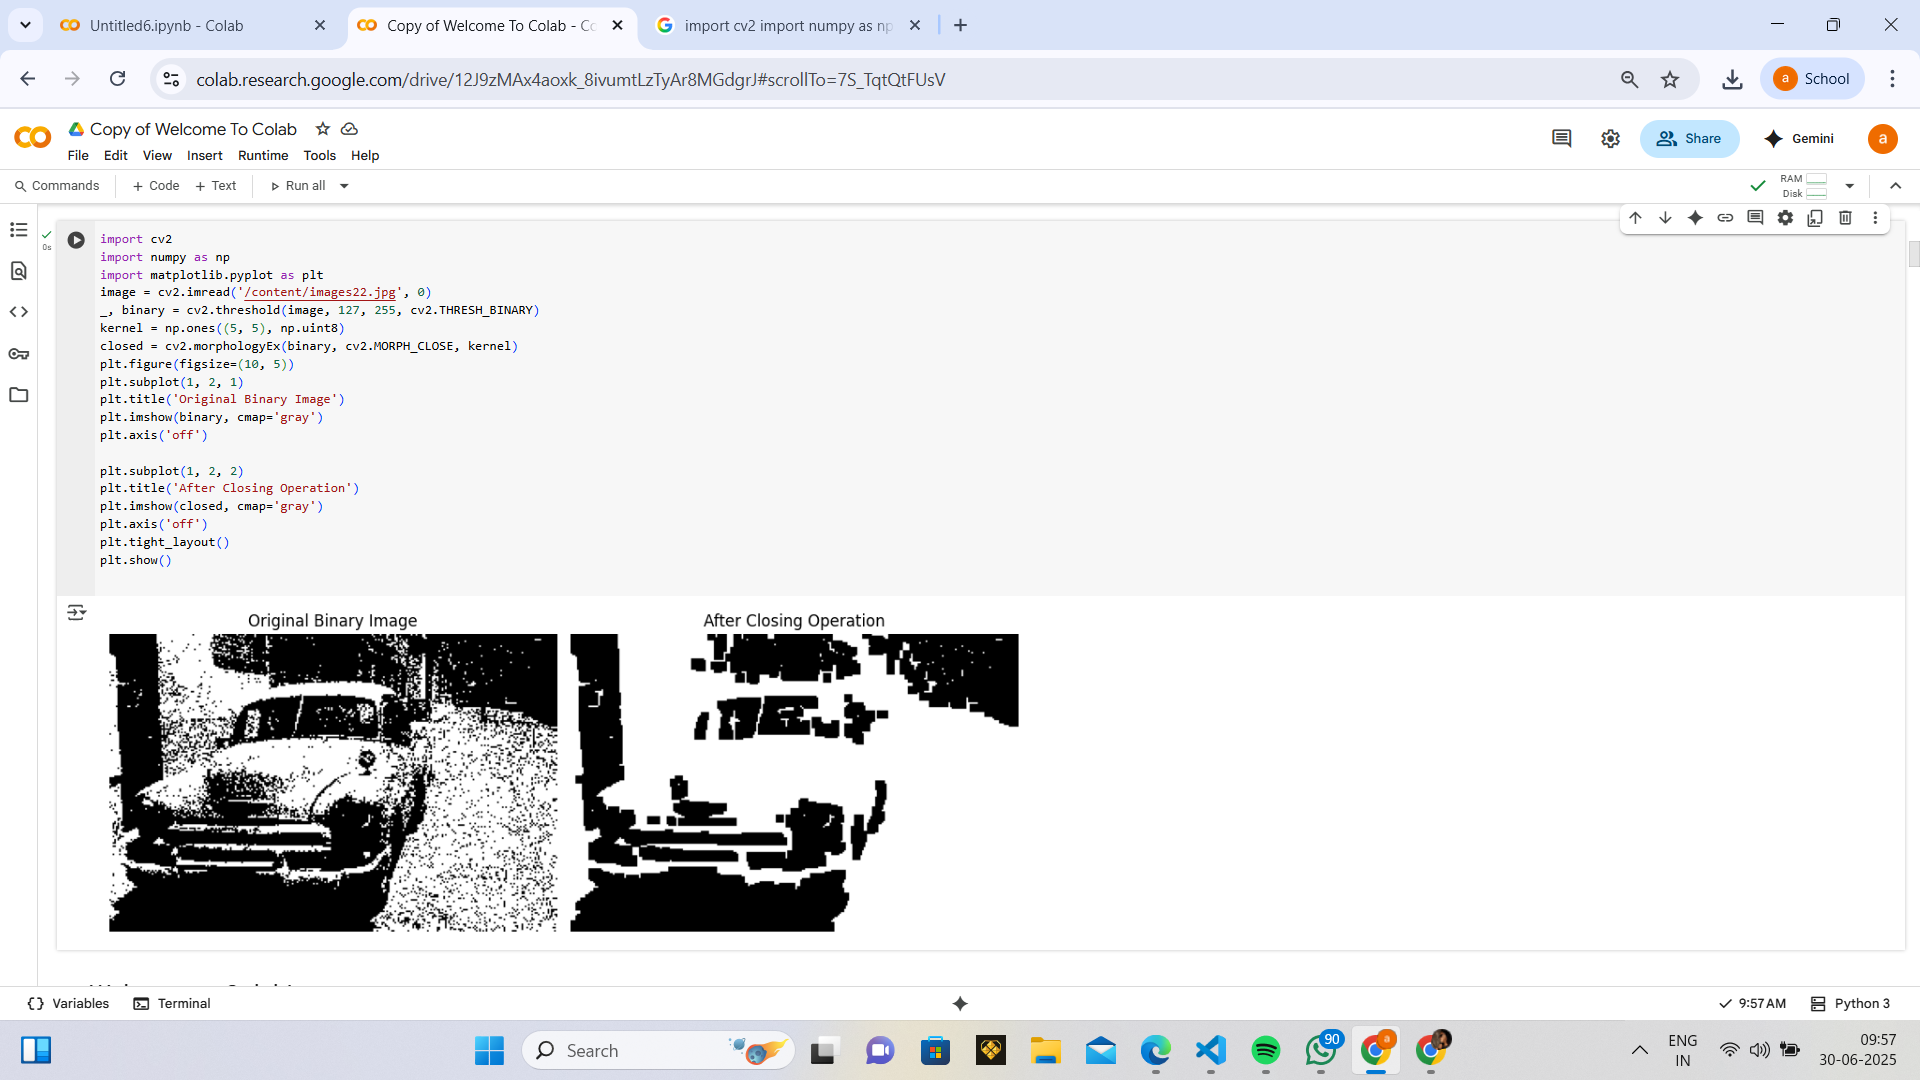 Untitled6.ipynb - Colab
Copy of Welcome To Colab - Co
import cv2 import numpy as np
colab.research.google.com/drive/12J9zMAx4aoxk_8ivumtLzTyAr8MGdgrJ#scrollTo=7S_TqtQtFUsV
a School
Copy of Welcome To Colab
File Edit View Insert Runtime Tools Help
Share
Gemini
a
Commands
+ Code + Text
Run all
RAM
Disk
0s
import cv2
import numpy as np
import matplotlib.pyplot as plt
image = cv2.imread('/content/images22.jpg', 0)
_, binary = cv2.threshold(image, 127, 255, cv2.THRESH_BINARY)
kernel = np.ones((5, 5), np.uint8)
closed = cv2.morphologyEx(binary, cv2.MORPH_CLOSE, kernel)
plt.figure(figsize=(10, 5))
plt.subplot(1, 2, 1)
plt.title('Original Binary Image')
plt.imshow(binary, cmap='gray')
plt.axis('off')
plt.subplot(1, 2, 2)
plt.title('After Closing Operation')
plt.imshow(closed, cmap='gray')
plt.axis('off')
plt.tight_layout()
plt.show()
Original Binary Image
After Closing Operation
Variables
Terminal
9:57 AM
Python 3
Search
90
a
ENG
IN
09:57
30-06-2025